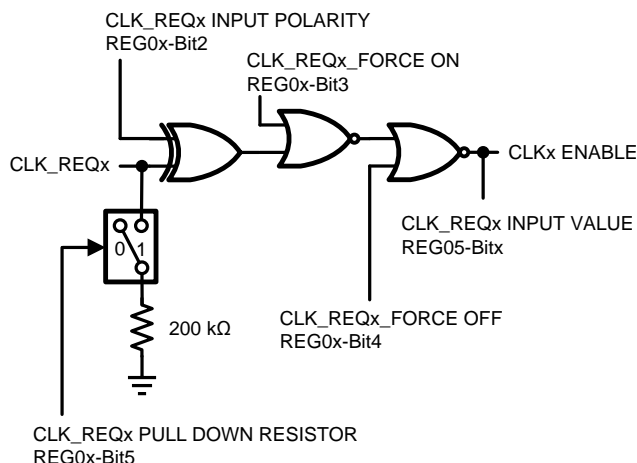 CLK_REQx INPUT POLARITY
REG0x-Bit2
CLK_REQx_FORCE ON
REG0x-Bit3
CLK_REQx
CLKx ENABLE
0 1
CLK_REQx INPUT VALUE
REG05-Bitx
200 kΩ
CLK_REQx_FORCE OFF
REG0x-Bit4
CLK_REQx PULL DOWN RESISTOR
REG0x-Bit5